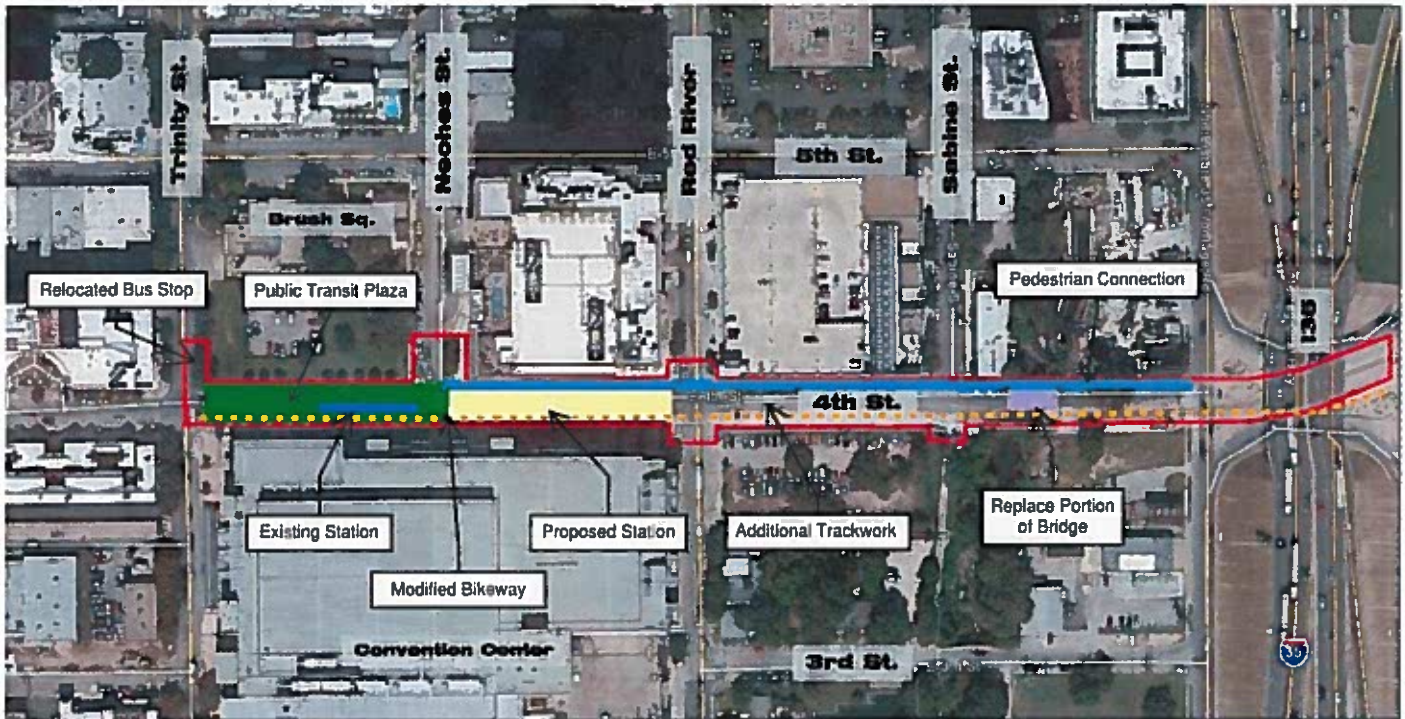 Trinity St.
Neches St.
Red River
Sabine St.
5th St.
Brush Sq.
Relocated Bus Stop
Public Transit Plaza
Pedestrian Connection
I35
4th St.
Existing Station
Proposed Station
Additional Trackwork
Replace Portion
of Bridge
Modified Bikeway
Convention Center
3rd St.
35